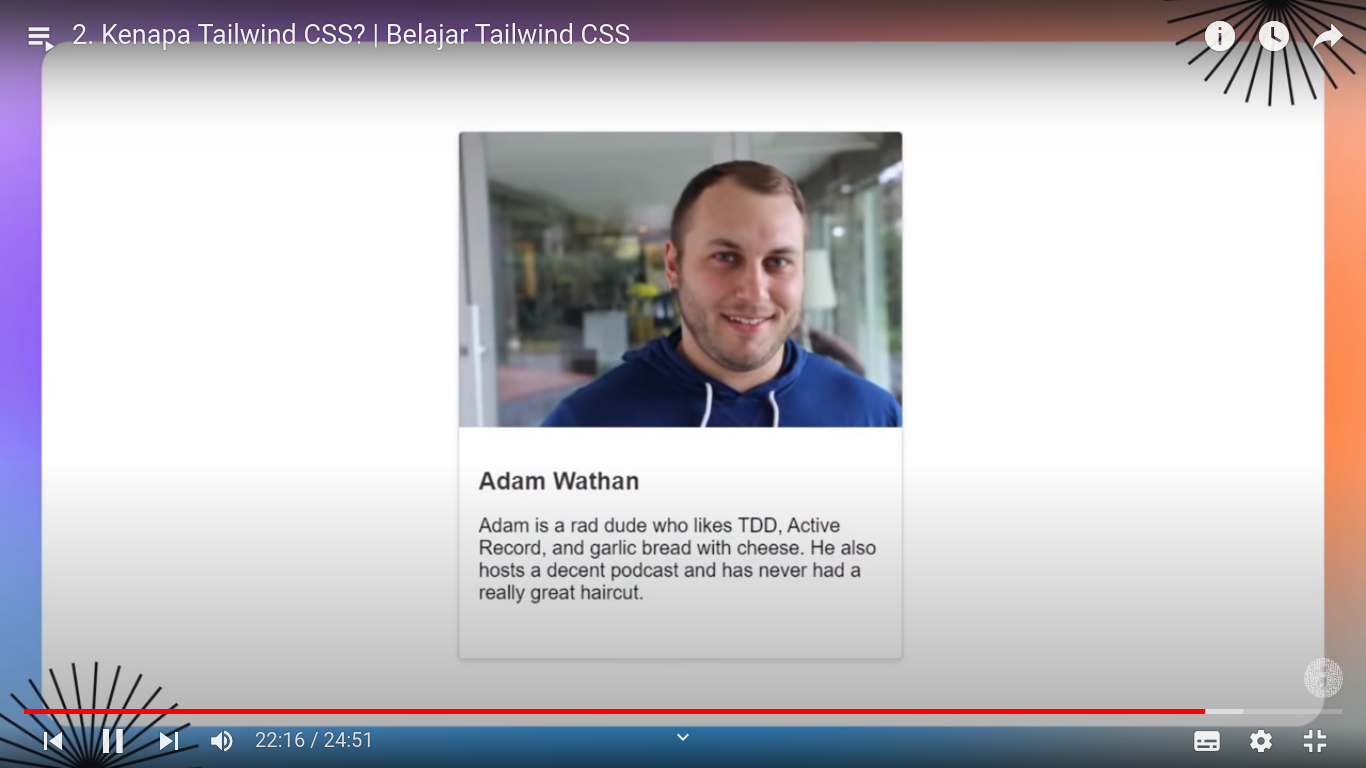 2. Kenapa Tailwind CSS? | Belajar Tailwind CSS
Adam Wathan
Adam is a rad dude who likes TDD, Active
Record, and garlic bread with cheese. He also
hosts a decent podcast and has never had a
really great haircut.
22:16 / 24:51